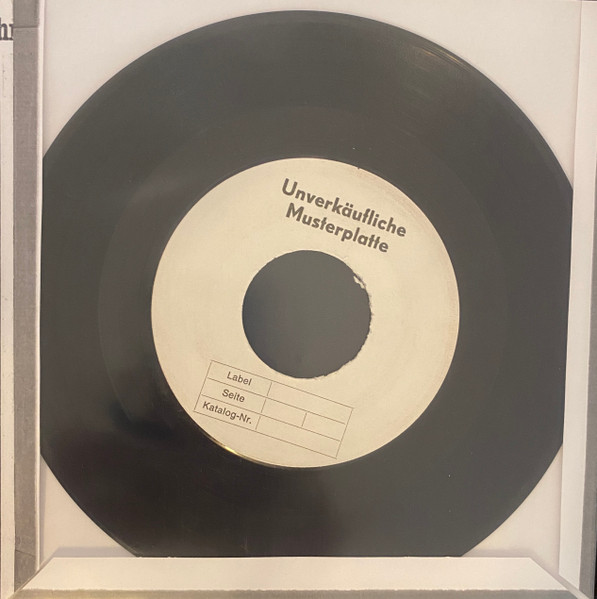 Unverkäufliche
Musterplatte
Label
Seite
Katalog-Nr.